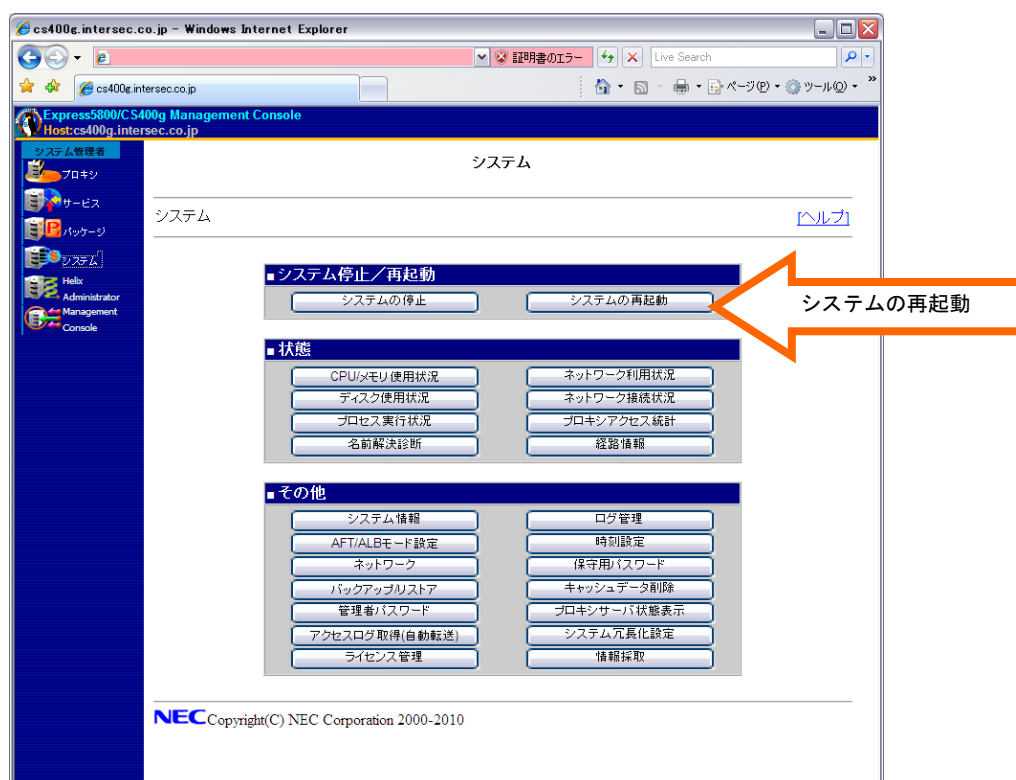 cs400g.intersec.co.jp - Windows Internet Explorer
証明書のエラー
Live Search
cs400g.intersec.co.jp
ページ(P)
ツール(O)
Express5800/CS400g Management Console
Host:cs400g.intersec.co.jp
システム管理者
プロキシ
サービス
パッケージ
システム
Helix
Administrator
Management
Console
システム
システム
[ヘルプ]
■システム停止／再起動
システムの停止
システムの再起動
システムの再起動
■状態
CPU/メモリ使用状況
ネットワーク利用状況
ディスク使用状況
ネットワーク接続状況
プロセス実行状況
プロキシアクセス統計
名前解決診断
経路情報
■その他
システム情報
ログ管理
AFT/ALBモード設定
時刻設定
ネットワーク
保守用パスワード
バックアップ/リストア
キャッシュデータ削除
管理者パスワード
プロキシサーバ状態表示
アクセスログ取得(自動転送)
システム冗長化設定
ライセンス管理
情報採取
NEC Copyright(C) NEC Corporation 2000-2010